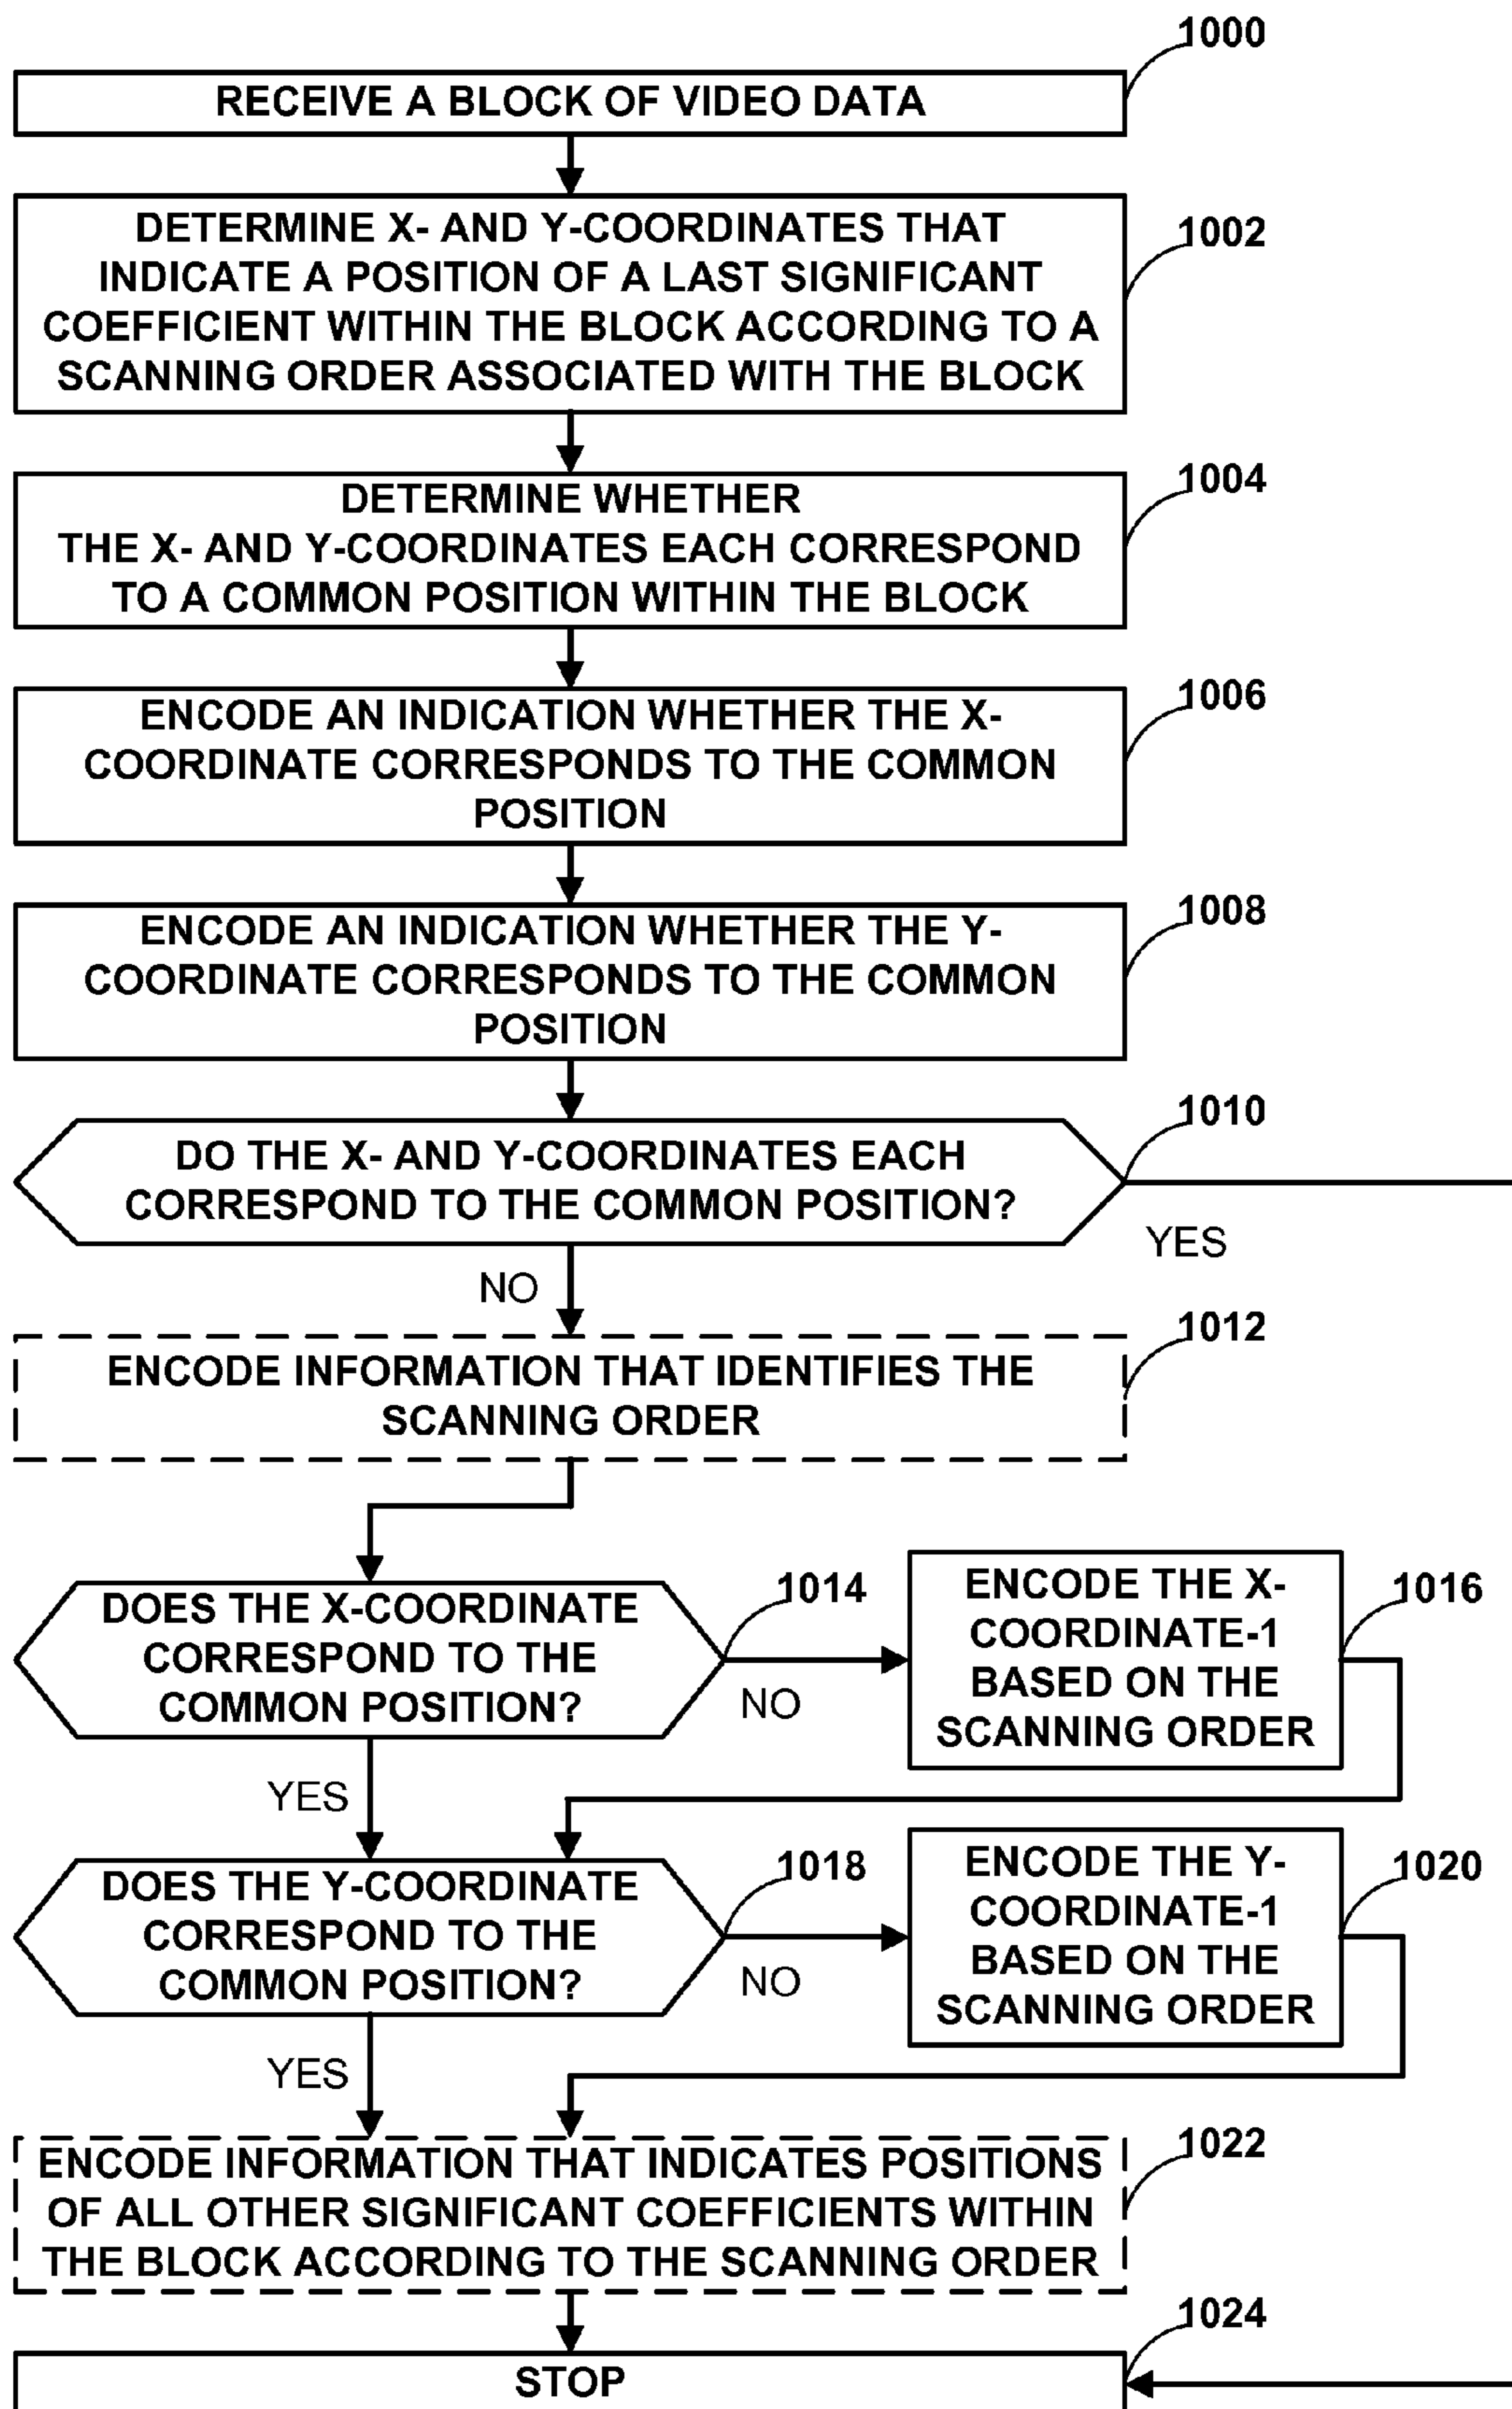 1000
RECEIVE A BLOCK OF VIDEO DATA
1002
DETERMINE X- AND Y-COORDINATES THAT
INDICATE A POSITION OF A LAST SIGNIFICANT
COEFFICIENT WITHIN THE BLOCK ACCORDING TO A
SCANNING ORDER ASSOCIATED WITH THE BLOCK
1004
DETERMINE WHETHER
THE X- AND Y-COORDINATES EACH CORRESPOND
TO A COMMON POSITION WITHIN THE BLOCK
1006
ENCODE AN INDICATION WHETHER THE X-
COORDINATE CORRESPONDS TO THE COMMON
POSITION
1008
ENCODE AN INDICATION WHETHER THE Y-
COORDINATE CORRESPONDS TO THE COMMON
POSITION
1010
DO THE X- AND Y-COORDINATES EACH
CORRESPOND TO THE COMMON POSITION?
YES
NO
1012
ENCODE INFORMATION THAT IDENTIFIES THE
SCANNING ORDER
1014
DOES THE X-COORDINATE
CORRESPOND TO THE
COMMON POSITION?
NO
1016
ENCODE THE X-
COORDINATE-1
BASED ON THE
SCANNING ORDER
YES
1018
DOES THE Y-COORDINATE
CORRESPOND TO THE
COMMON POSITION?
NO
1020
ENCODE THE Y-
COORDINATE-1
BASED ON THE
SCANNING ORDER
YES
1022
ENCODE INFORMATION THAT INDICATES POSITIONS
OF ALL OTHER SIGNIFICANT COEFFICIENTS WITHIN
THE BLOCK ACCORDING TO THE SCANNING ORDER
1024
STOP